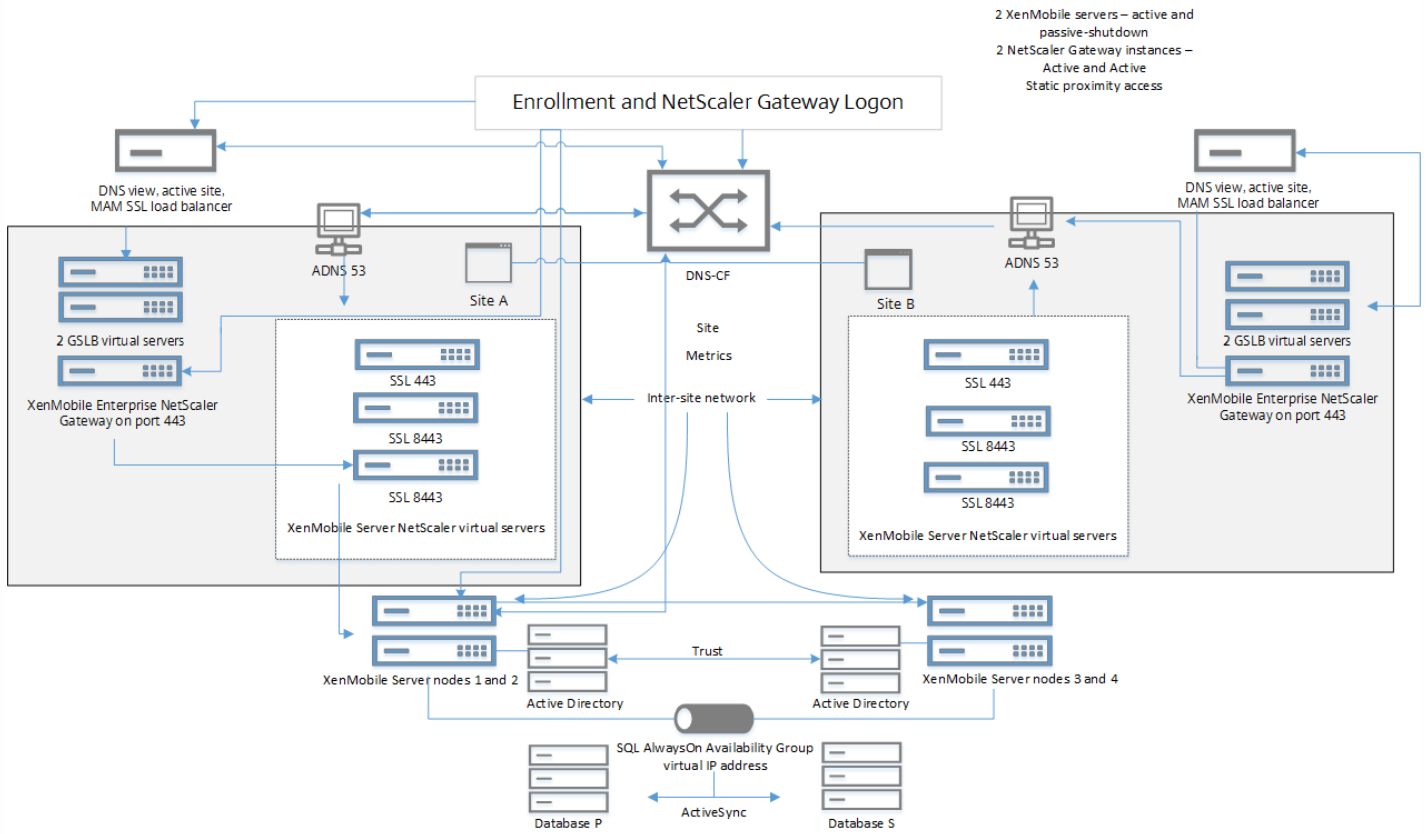 2 XenMobile servers – active and
passive-shutdown
2 NetScaler Gateway instances –
Active and Active
Static proximity access
Enrollment and NetScaler Gateway Logon
DNS view, active site,
MAM SSL load balancer
DNS view, active site,
MAM SSL load balancer
ADNS 53
ADNS 53
DNS-CF
Site A
Site B
2 GSLB virtual servers
2 GSLB virtual servers
Site
Metrics
Inter-site network
SSL 443
SSL 443
XenMobile Enterprise NetScaler
Gateway on port 443
XenMobile Enterprise NetScaler
Gateway on port 443
SSL 8443
SSL 8443
SSL 8443
SSL 8443
XenMobile Server NetScaler virtual servers
XenMobile Server NetScaler virtual servers
Trust
XenMobile Server nodes 1 and 2
XenMobile Server nodes 3 and 4
Active Directory
Active Directory
SQL AlwaysOn Availability Group
virtual IP address
ActiveSync
Database P
Database S